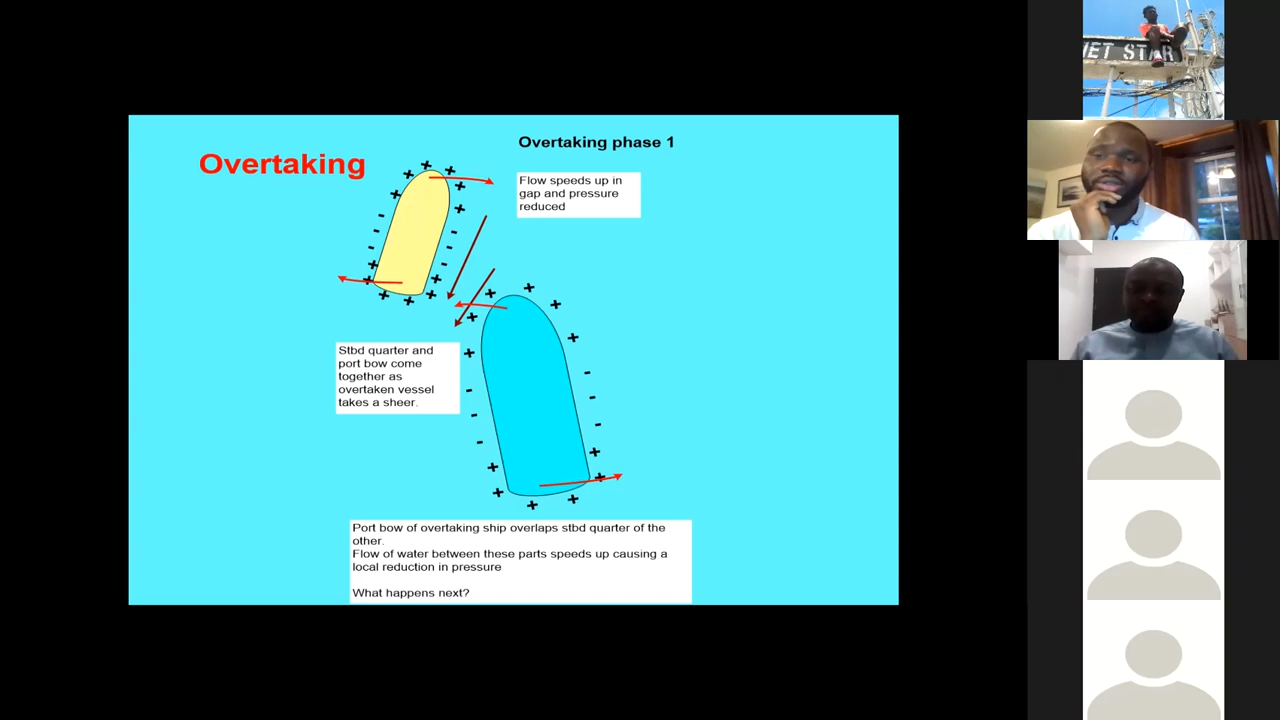 Overtaking
Overtaking phase 1
Flow speeds up in
gap and pressure
reduced
Stbd quarter and
port bow come
together as
overtaken vessel
takes a sheer.
Port bow of overtaking ship overlaps stbd quarter of the
other.
Flow of water between these parts speeds up causing a
local reduction in pressure
What happens next?
STAR